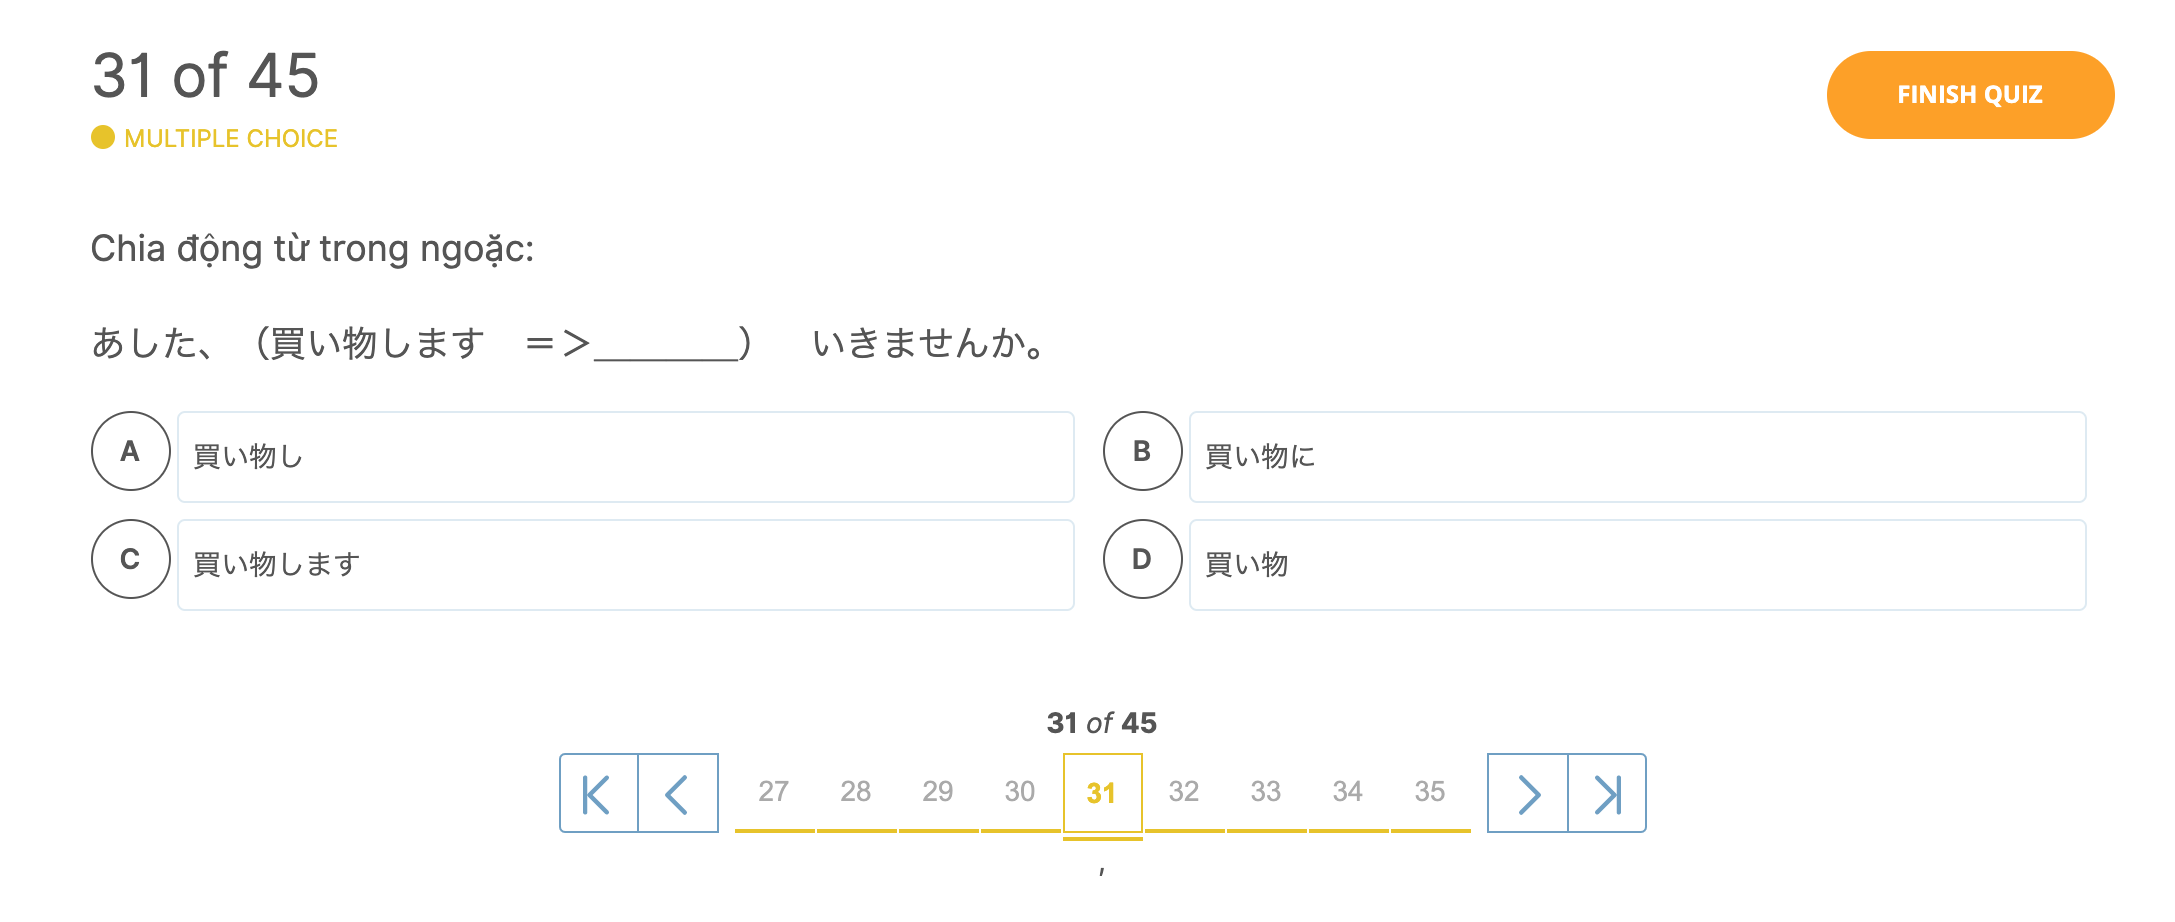 31 of 45
FINISH QUIZ
MULTIPLE CHOICE
Chia động từ trong ngoặc:
あした、（買い物します　＝＞________）　いきませんか。
A 買い物し
B 買い物に
C 買い物します
D 買い物
31 of 45
27 28 29 30 31 32 33 34 35
,